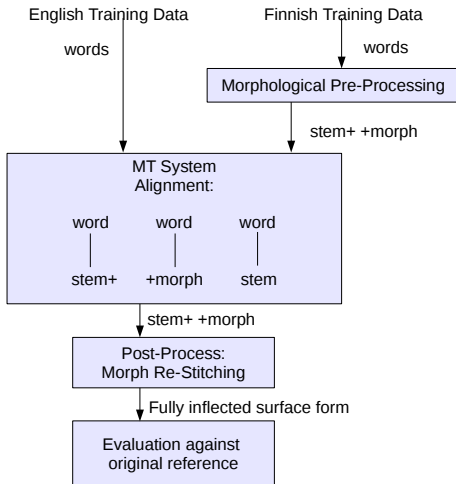 English Training Data
Finnish Training Data
words
words
Morphological Pre-Processing
stem+ +morph
MT System
Alignment:
word word word
stem+ +morph stem
stem+ +morph
Post-Process:
Morph Re-Stitching
Fully inflected surface form
Evaluation against
original reference